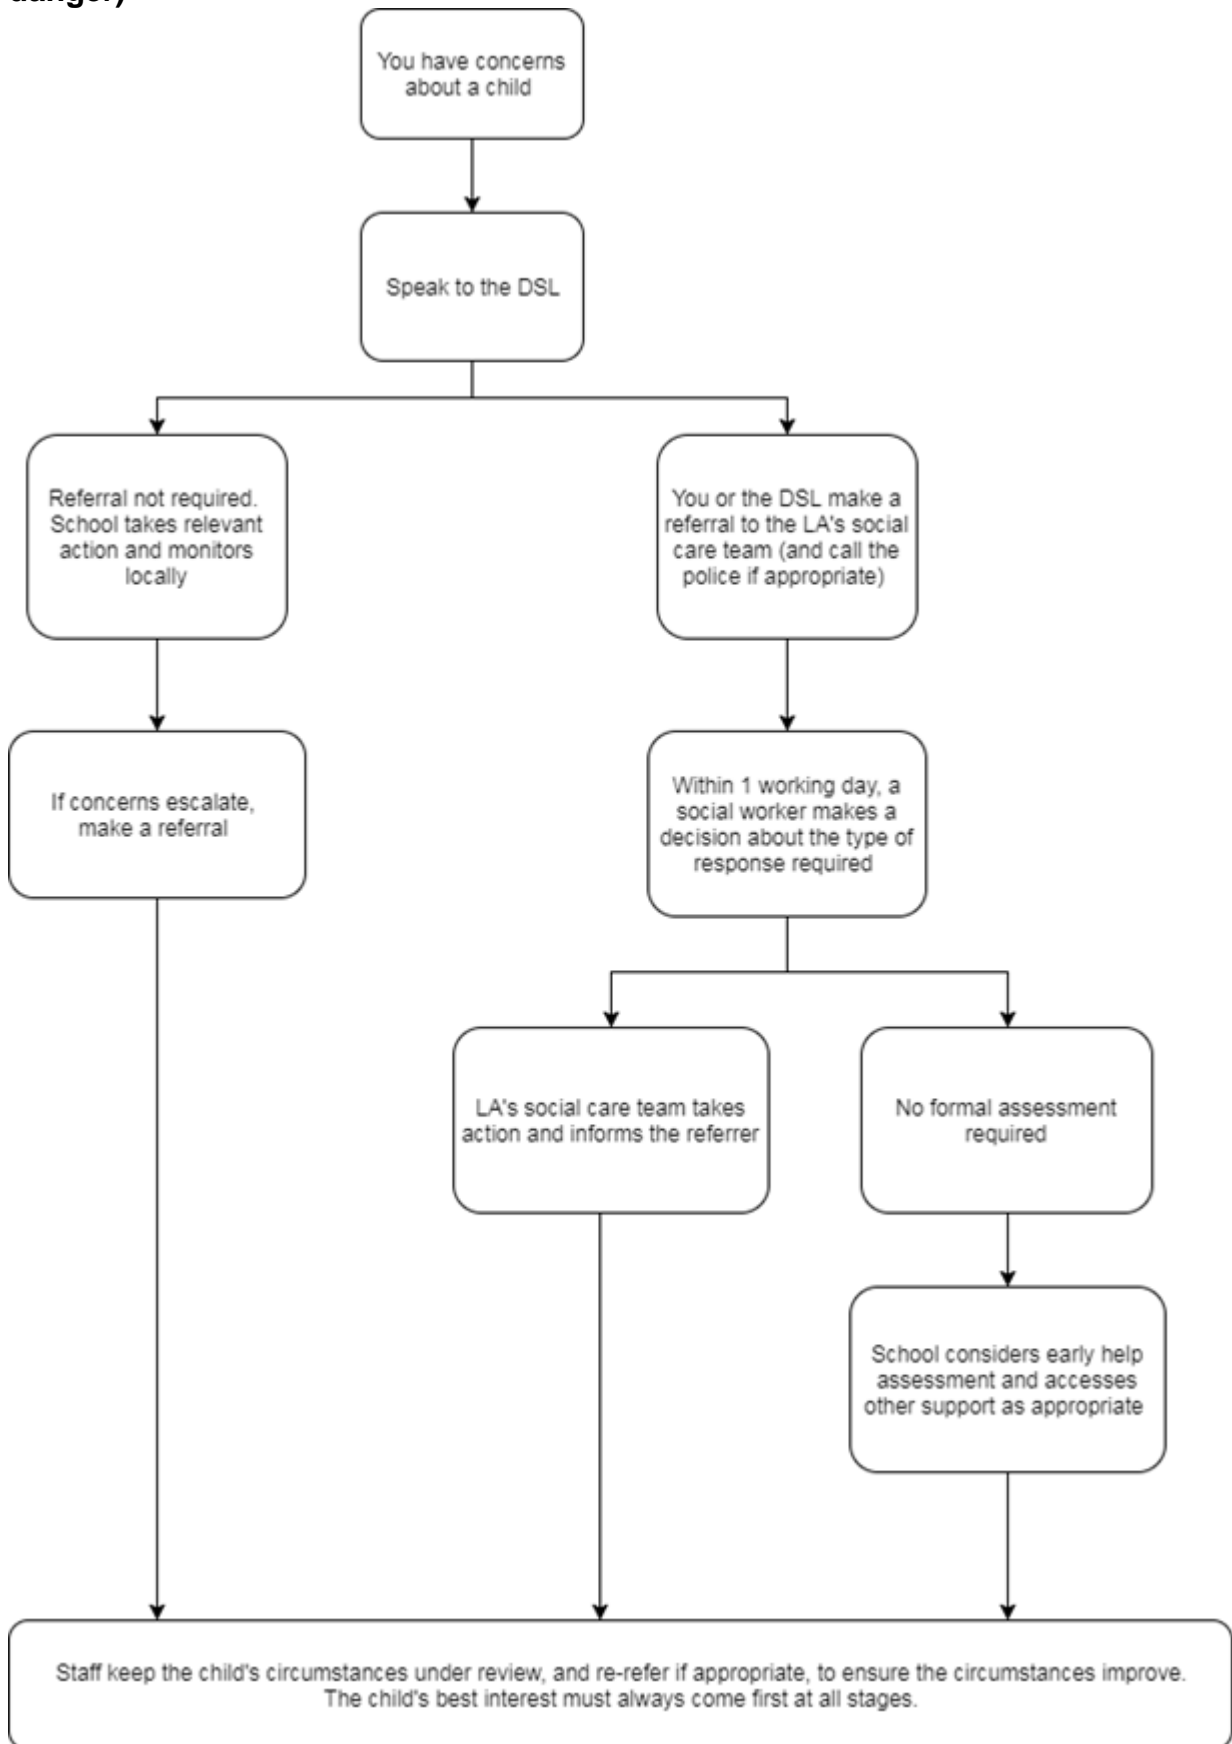 danger)
You have concerns
about a child
Speak to the DSL
Referral not required.
School takes relevant
action and monitors
locally
You or the DSL make a
referral to the LA's social
care team (and call the
police if appropriate)
If concerns escalate,
make a referral
Within 1 working day, a
social worker makes a
decision about the type of
response required
LA's social care team takes
action and informs the referrer
No formal assessment
required
School considers early help
assessment and accesses
other support as appropriate
Staff keep the child's circumstances under review, and re-refer if appropriate, to ensure the circumstances improve.
The child's best interest must always come first at all stages.